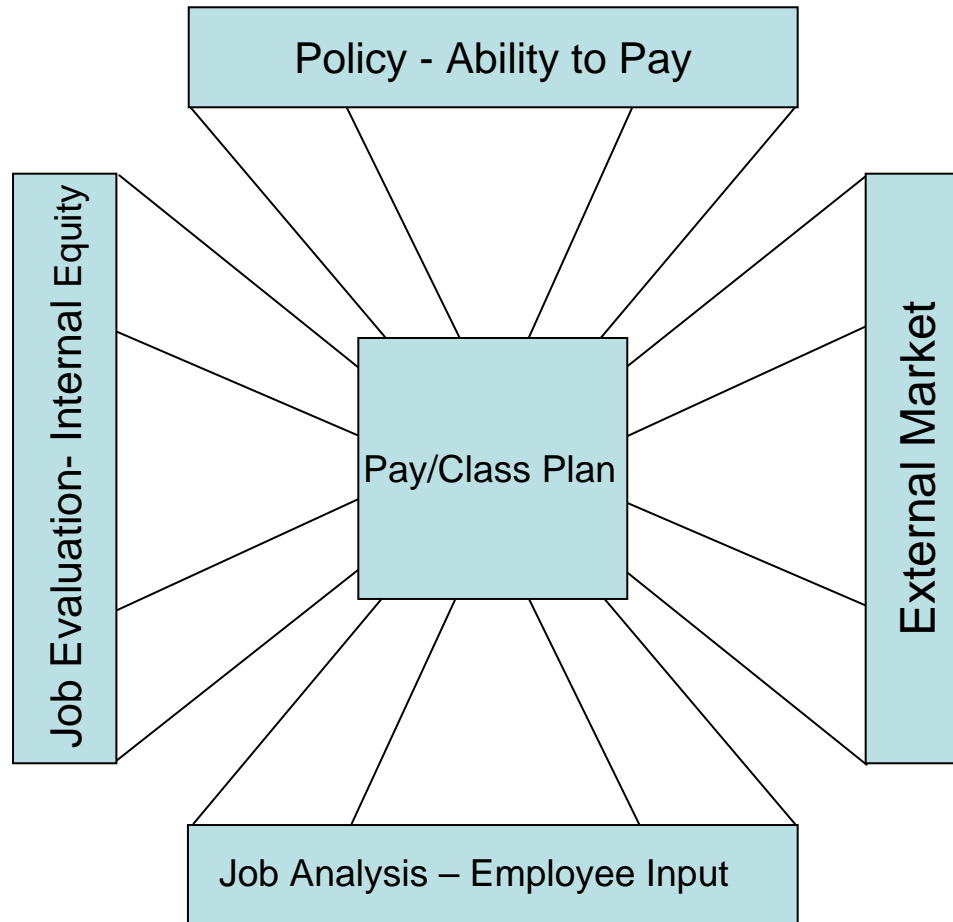 Policy - Ability to Pay
Job Evaluation- Internal Equity
Pay/Class Plan
External Market
Job Analysis – Employee Input